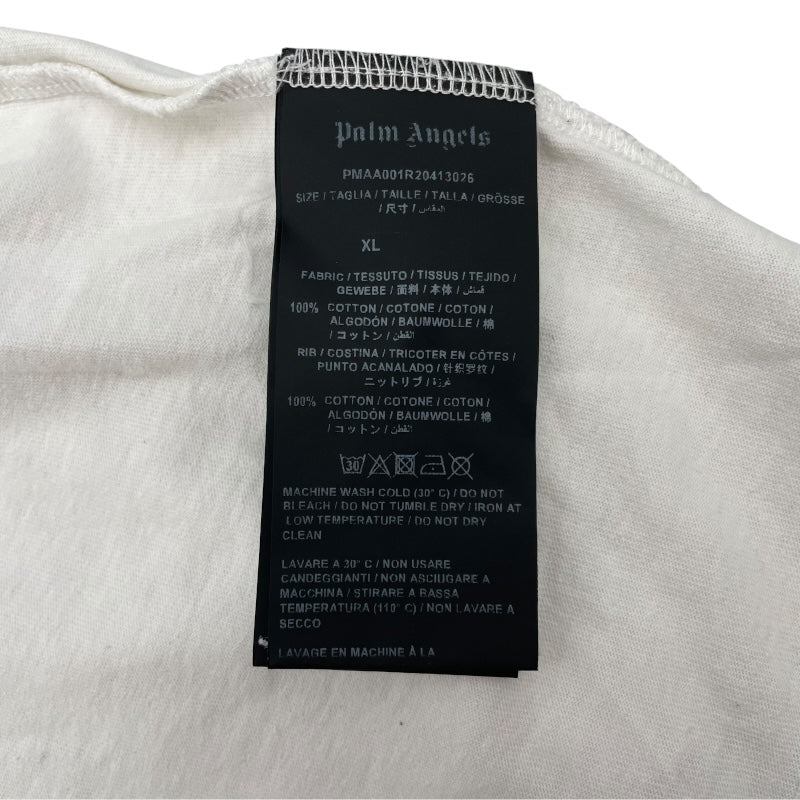 Palm Angels
PMAA001R20413026
SIZE / TAGLIA / TAILLE / TALLA / GRÖSSE
/ 尺寸 / المقاس
XL
FABRIC / TESSUTO / TISSUS / TEJIDO /
GEWEBE / 面料 / 本体 / قماش
100% COTTON / COTONE / COTON /
ALGODÓN / BAUMWOLLE / 棉
/ コットン / القطن
RIB / COSTINA / TRICOTER EN CÔTES /
PUNTO ACANALADO / 针织罗纹 /
ニットリブ / غرزة
100% COTTON / COTONE / COTON /
ALGODÓN / BAUMWOLLE / 棉
/ コットン / القطن
30
MACHINE WASH COLD (30° C) / DO NOT
BLEACH / DO NOT TUMBLE DRY / IRON AT
LOW TEMPERATURE / DO NOT DRY
CLEAN
LAVARE A 30° C / NON USARE
CANDEGGIANTI / NON ASCIUGARE A
MACCHINA / STIRARE A BASSA
TEMPERATURA (110° C) / NON LAVARE A
SECCO
LAVAGE EN MACHINE À LA